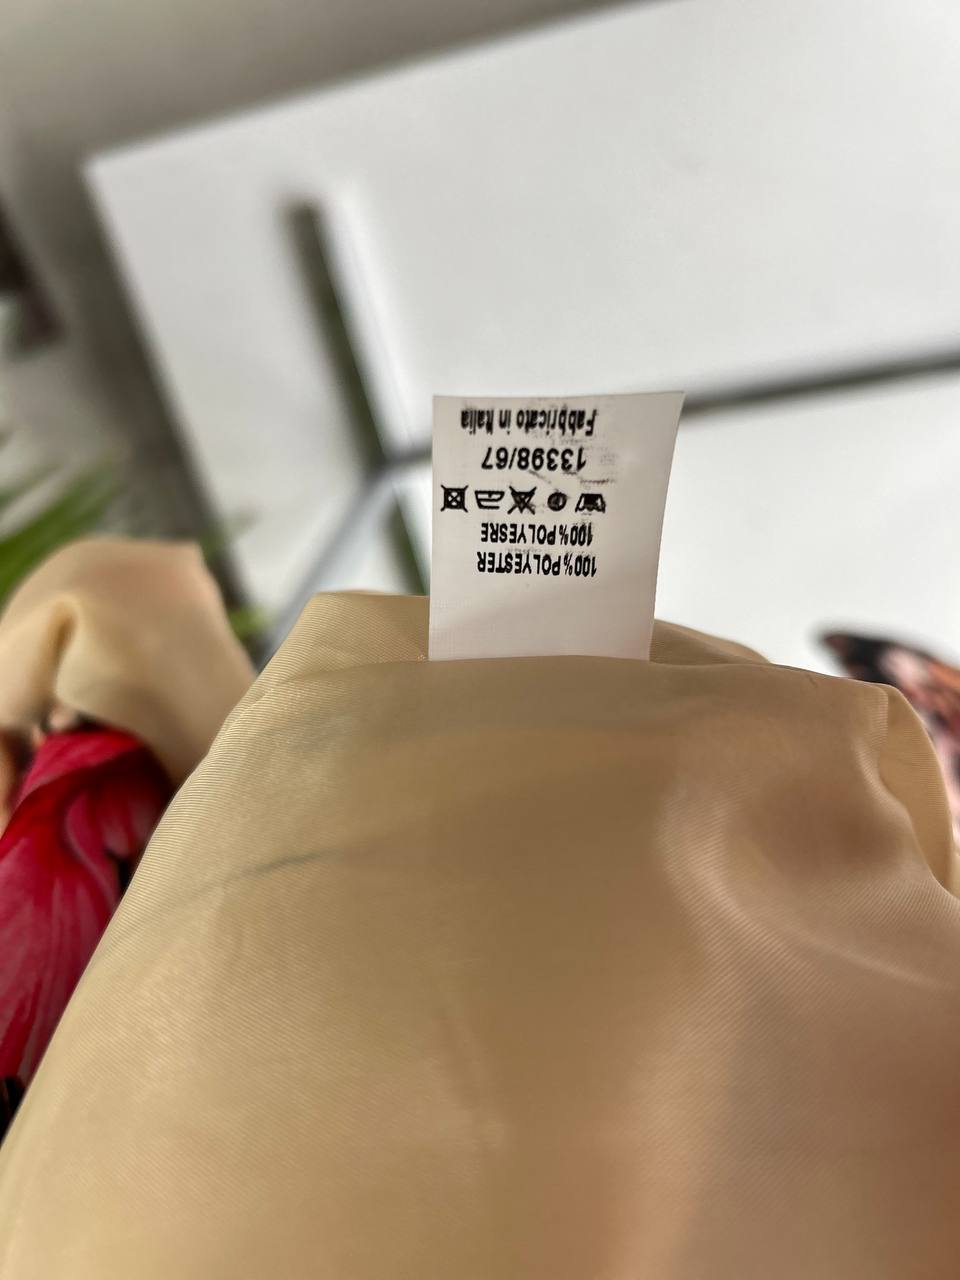 100%POLYESTER
100%POLYESRE
13398/67
Fabbricato in Italia